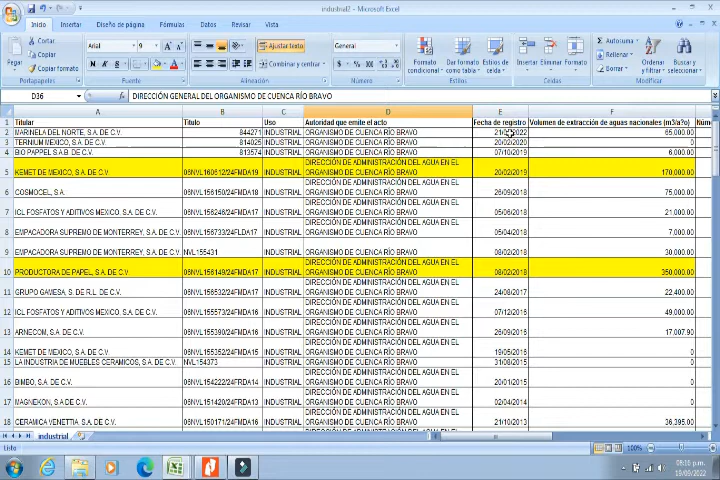 industrial2 - Microsoft Excel
Inicio Insertar Diseño de página Fórmulas Datos Revisar Vista
Pegar Cortar Copiar Copiar formato Portapapeles
Arial 9 Fuente
Ajustar texto Combinar y centrar Alineación
General Número
Formato condicional Dar formato como tabla Estilos de celda Estilos
Insertar Eliminar Formato Celdas
Autosuma Rellenar Borrar Ordenar y filtrar Buscar y seleccionar Modificar
D36 fx DIRECCIÓN GENERAL DEL ORGANISMO DE CUENCA RÍO BRAVO
A B C D E F
1 Titular Titulo Uso Autoridad que emite el acto Fecha de registro Volumen de extracción de aguas nacionales (m3/a?o) Núm
2 MARINELA DEL NORTE, S.A. DE C.V. 844271 INDUSTRIAL ORGANISMO DE CUENCA RÍO BRAVO 65,000.00
3 TERNIUM MEXICO, S.A. DE C.V. 814025 INDUSTRIAL ORGANISMO DE CUENCA RÍO BRAVO 20/02/2020 0
4 BIO PAPPEL S.A.B. DE C.V. 813574 INDUSTRIAL ORGANISMO DE CUENCA RÍO BRAVO 07/10/2019 6,000.00
DIRECCIÓN DE ADMINISTRACIÓN DEL AGUA EN EL
5 KEMET DE MEXICO, S.A. DE C.V. 06NVL160612/24FMDA19 INDUSTRIAL ORGANISMO DE CUENCA RÍO BRAVO 20/02/2019 170,000.00
DIRECCIÓN DE ADMINISTRACIÓN DEL AGUA EN EL
6 COSMOCEL, S.A. 06NVL156150/24FMDA18 INDUSTRIAL ORGANISMO DE CUENCA RÍO BRAVO 26/09/2018 75,000.00
DIRECCIÓN DE ADMINISTRACIÓN DEL AGUA EN EL
7 ICL FOSFATOS Y ADITIVOS MEXICO. S.A. DE C.V. 06NVL156246/24FMDA17 INDUSTRIAL ORGANISMO DE CUENCA RÍO BRAVO 05/06/2018 21,000.00
DIRECCIÓN DE ADMINISTRACIÓN DEL AGUA EN EL
8 EMPACADORA SUPREMO DE MONTERREY, S.A. DE C.V. 06NVL156733/24FLDA17 INDUSTRIAL ORGANISMO DE CUENCA RÍO BRAVO 05/04/2018 7,000.00
DIRECCIÓN DE ADMINISTRACIÓN DEL AGUA EN EL
9 EMPACADORA SUPREMO DE MONTERREY, S.A. DE C.V. NVL155431 INDUSTRIAL ORGANISMO DE CUENCA RÍO BRAVO 08/02/2018 30,000.00
DIRECCIÓN DE ADMINISTRACIÓN DEL AGUA EN EL
10 PRODUCTORA DE PAPEL, S.A. DE C.V. 06NVL156149/24FMDA17 INDUSTRIAL ORGANISMO DE CUENCA RÍO BRAVO 08/02/2018 350,000.00
DIRECCIÓN DE ADMINISTRACIÓN DEL AGUA EN EL
11 GRUPO GAMESA, S. DE R.L. DE C.V. 06NVL156532/24FMDA17 INDUSTRIAL ORGANISMO DE CUENCA RÍO BRAVO 24/08/2017 22,400.00
DIRECCIÓN DE ADMINISTRACIÓN DEL AGUA EN EL
12 ICL FOSFATOS Y ADITIVOS MEXICO, S.A. DE C.V. 06NVL155573/24FMDA16 INDUSTRIAL ORGANISMO DE CUENCA RÍO BRAVO 07/12/2016 49,000.00
DIRECCIÓN DE ADMINISTRACIÓN DEL AGUA EN EL
13 ARNECOM, S.A. DE C.V. 06NVL155390/24FMDA16 INDUSTRIAL ORGANISMO DE CUENCA RÍO BRAVO 26/09/2016 17,007.90
DIRECCIÓN DE ADMINISTRACIÓN DEL AGUA EN EL
14 KEMET DE MEXICO, S.A. DE C.V. 06NVL155352/24FMDA15 INDUSTRIAL ORGANISMO DE CUENCA RÍO BRAVO 19/05/2016 0
15 LA INDUSTRIA DE MUEBLES CERAMICOS, S.A. DE C.V. NVL154373 INDUSTRIAL ORGANISMO DE CUENCA RÍO BRAVO 31/08/2015 0
DIRECCIÓN DE ADMINISTRACIÓN DEL AGUA EN EL
16 BIMBO, S.A. DE C.V. 06NVL154222/24FMDA14 INDUSTRIAL ORGANISMO DE CUENCA RÍO BRAVO 20/01/2015 0
DIRECCIÓN DE ADMINISTRACIÓN DEL AGUA EN EL
17 MAGNEKON, S.A DE C.V. 06NVL151420/24FMDA13 INDUSTRIAL ORGANISMO DE CUENCA RÍO BRAVO 02/04/2014 0
DIRECCIÓN DE ADMINISTRACIÓN DEL AGUA EN EL
18 CERAMICA VENETTIA. S.A. DE C.V. 06NVL150171/24FMDG13 INDUSTRIAL ORGANISMO DE CUENCA RÍO BRAVO 21/10/2013 36,395.00
industrial
Listo 100%
08:16 p.m.
19/09/2022